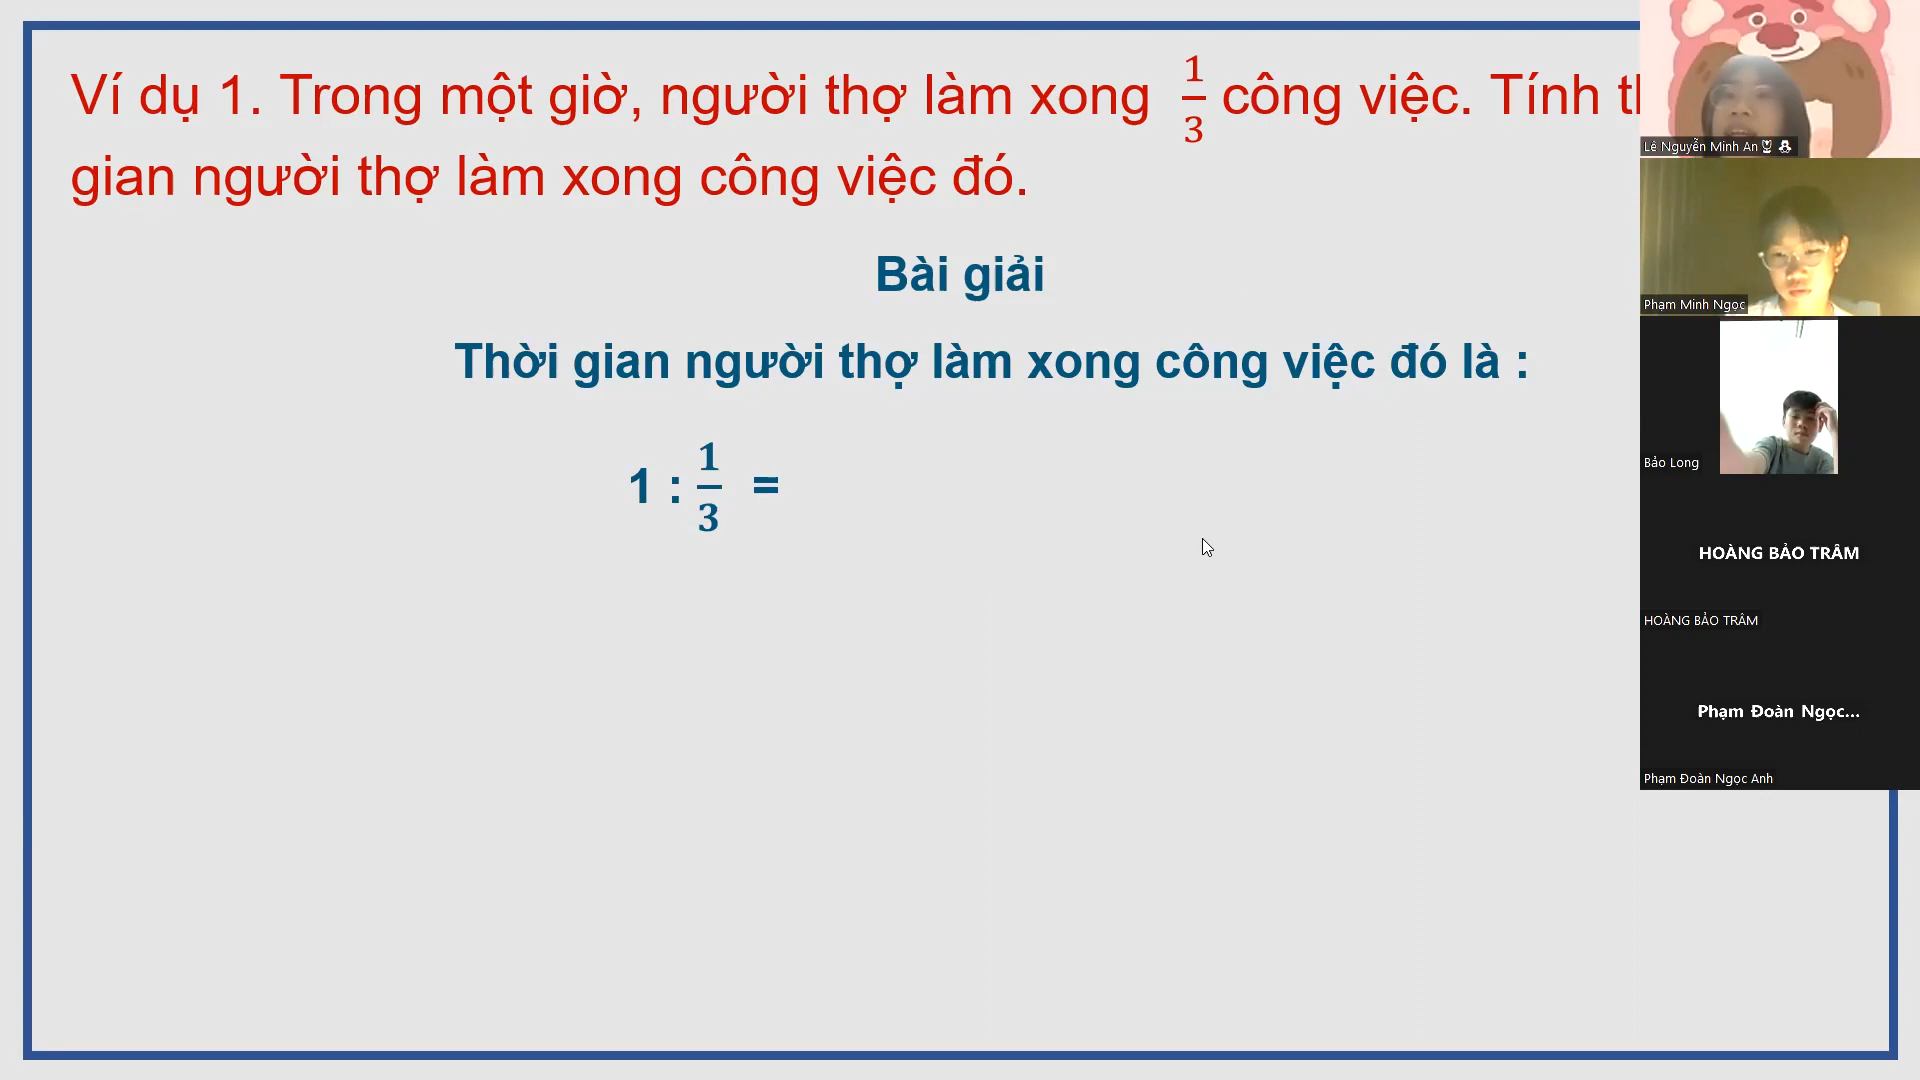 Ví dụ 1. Trong một giờ, người thợ làm xong 1/3 công việc. Tính
gian người thợ làm xong công việc đó.
Bài giải
Thời gian người thợ làm xong công việc đó là :
1 : 1/3 =
Lê Nguyễn Minh An
Phạm Minh Ngọc
Bảo Long
HOÀNG BẢO TRÂM
HOÀNG BẢO TRÂM
Phạm Đoàn Ngọc...
Phạm Đoàn Ngọc Anh